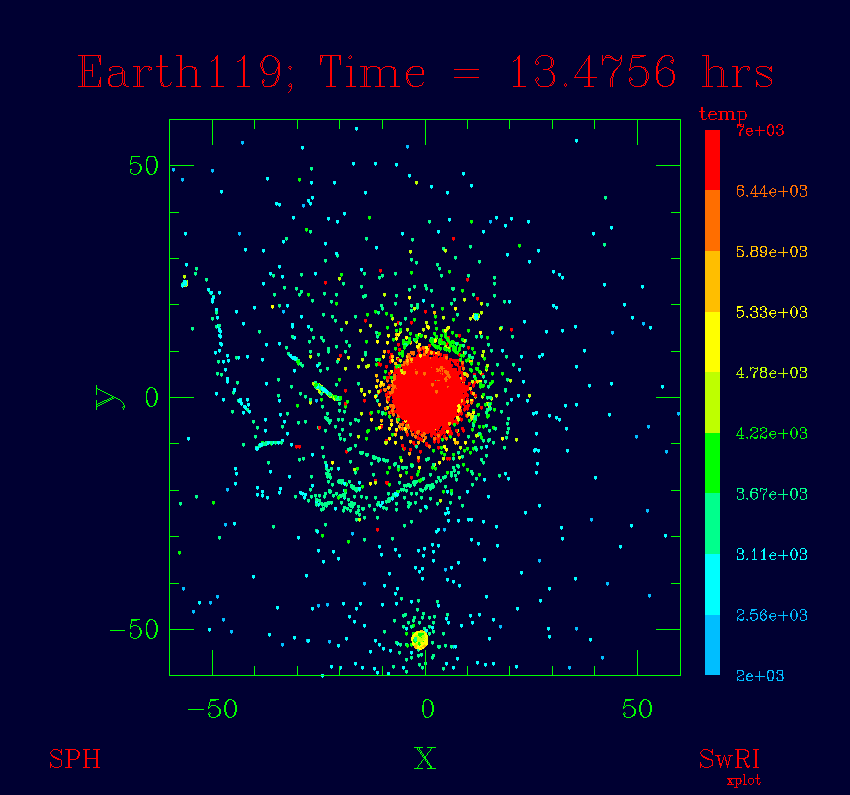 Earth119; Time = 13.4756 hrs
temp
7e+03
6.44e+03
5.89e+03
5.33e+03
4.78e+03
4.22e+03
3.67e+03
3.11e+03
2.56e+03
2e+03
50
0
−50
y
−50 0 50
X
SPH
SwRI
xplot